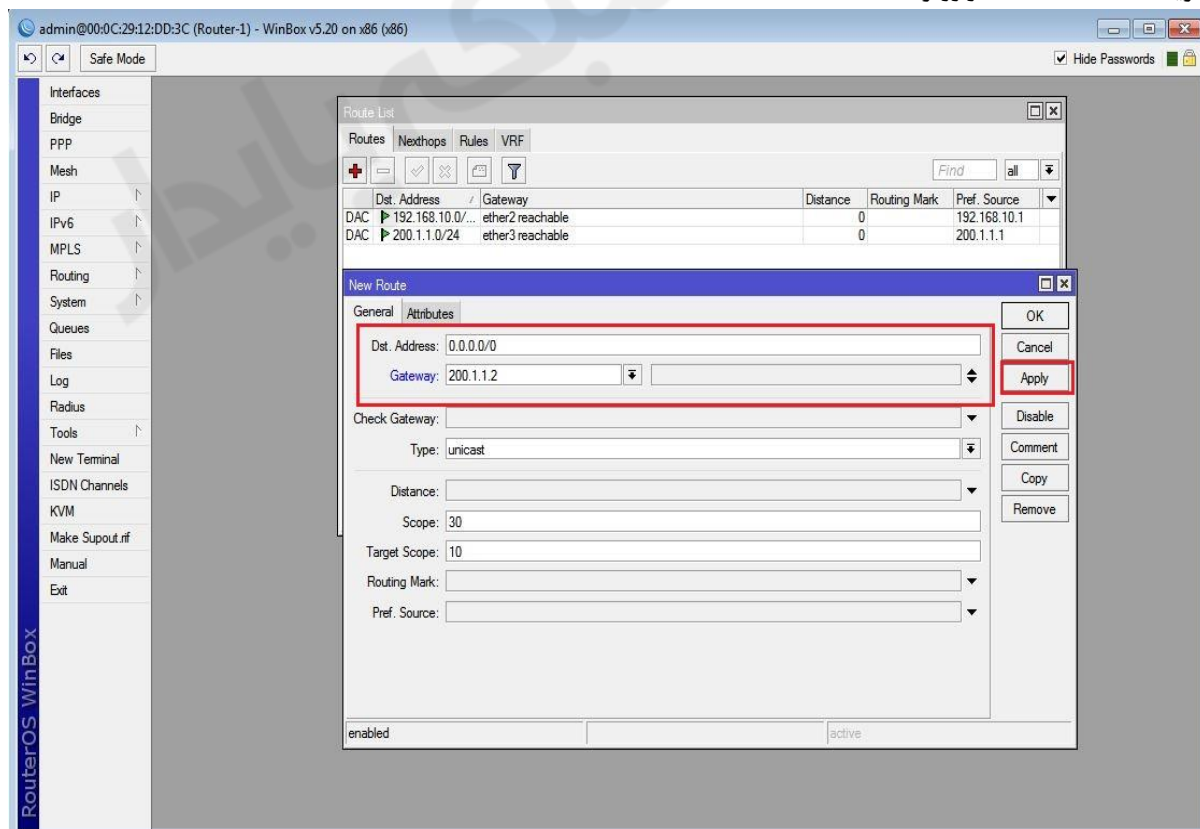 admin@00:0C:29:12:DD:3C (Router-1) - WinBox v5.20 on x86 (x86)
Safe Mode
Hide Passwords
Interfaces
Bridge
PPP
Mesh
IP
IPv6
MPLS
Routing
System
Queues
Files
Log
Radius
Tools
New Terminal
ISDN Channels
KVM
Make Supout.rif
Manual
Exit
RouterOS WinBox
Route List
Routes Nexthops Rules VRF
Find all
Dst. Address Gateway Distance Routing Mark Pref. Source
DAC 192.168.10.0/... ether2 reachable 0 192.168.10.1
DAC 200.1.1.0/24 ether3 reachable 0 200.1.1.1
New Route
General Attributes
Dst. Address: 0.0.0.0/0
Gateway: 200.1.1.2
Check Gateway:
Type: unicast
Distance:
Scope: 30
Target Scope: 10
Routing Mark:
Pref. Source:
OK
Cancel
Apply
Disable
Comment
Copy
Remove
enabled
active